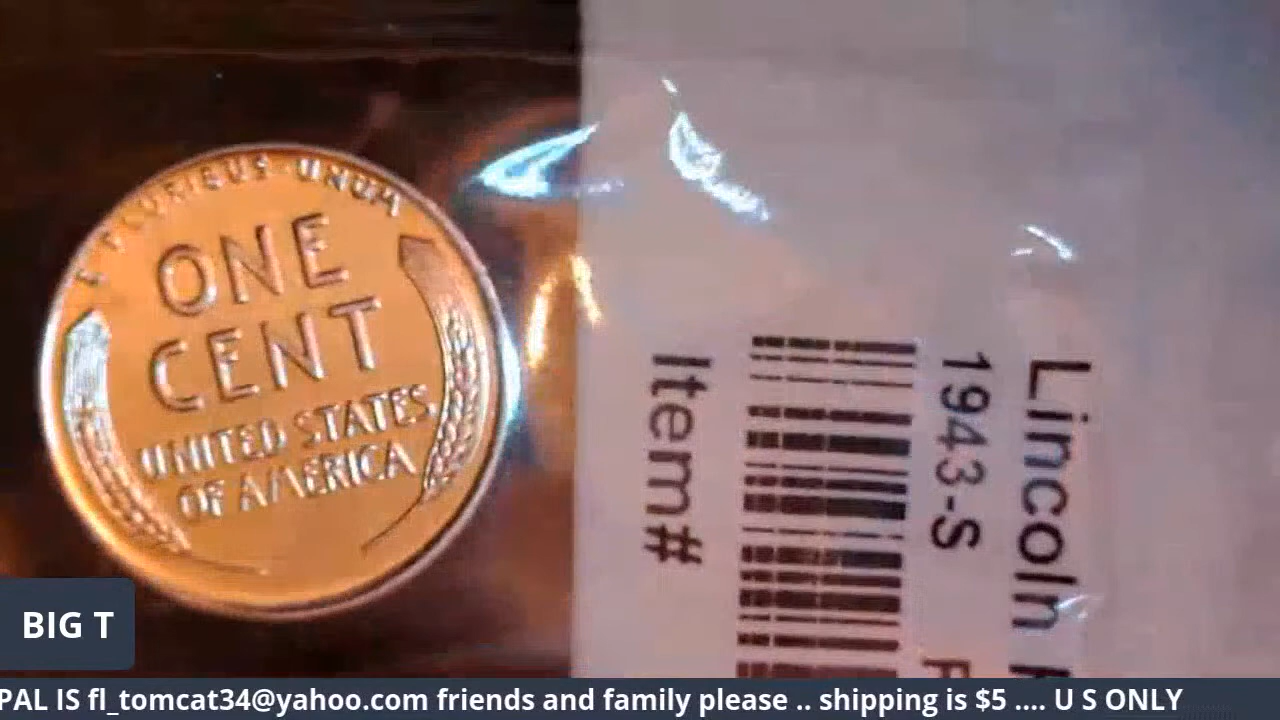 E PLURIBUS UNUM
ONE
CENT
UNITED STATES
OF AMERICA
Lincoln
1943-S
Item#
BIG T
PAL IS fl_tomcat34@yahoo.com friends and family please .. shipping is $5 .... U S ONLY